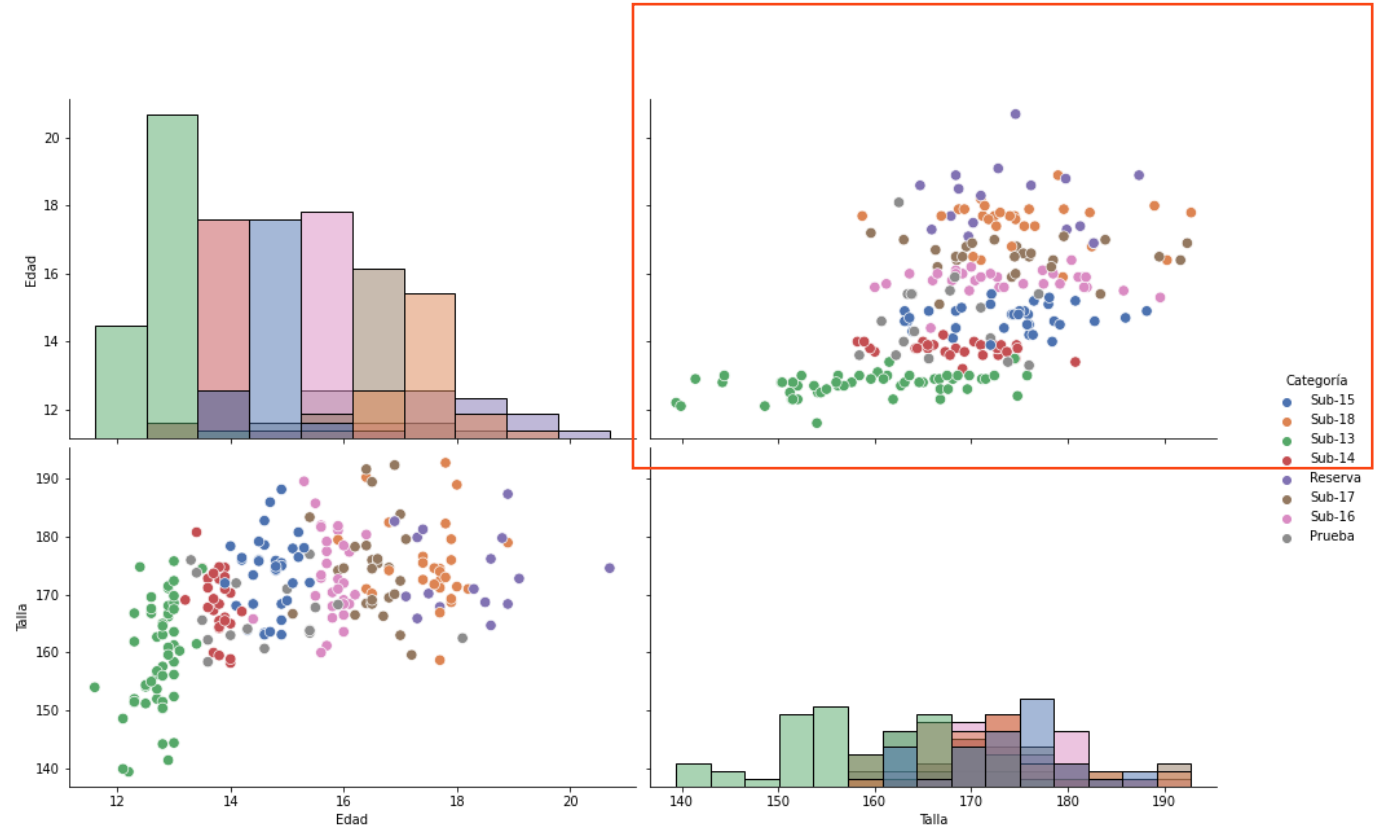 20
18
16
14
12
Edad
Categoría
Sub-15
Sub-18
Sub-13
Sub-14
Reserva
Sub-17
Sub-16
Prueba
190
180
170
160
150
140
Talla
12 14 16 18 20
Edad
140 150 160 170 180 190
Talla